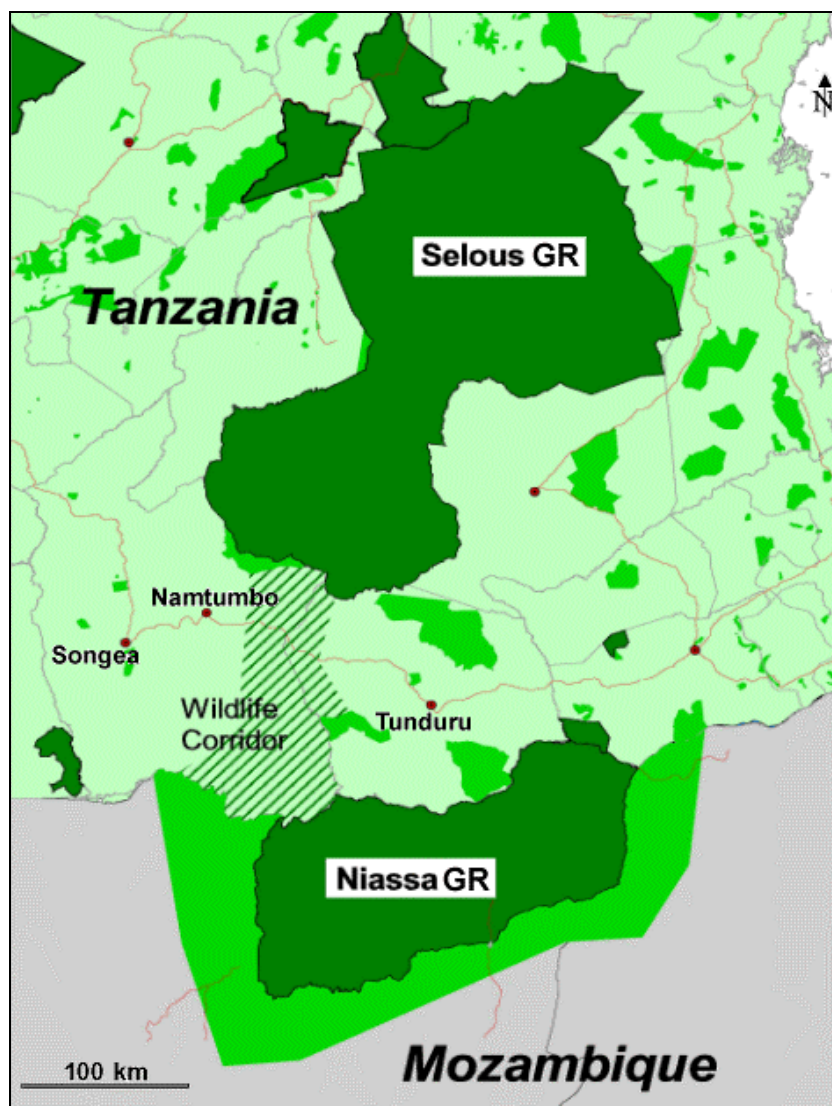 N
Selous GR
Tanzania
Namtumbo
Songea
Wildlife
Corridor
Tunduru
Niassa GR
Mozambique
100 km